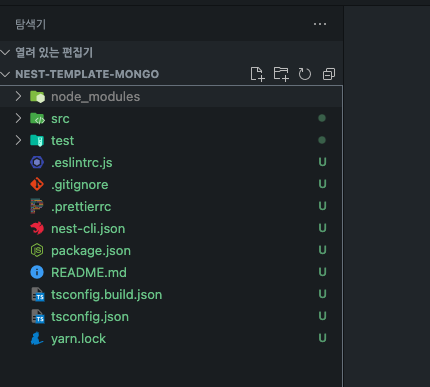 탐색기
열려 있는 편집기
NEST-TEMPLATE-MONGO
node_modules
src
test
.eslintrc.js U
.gitignore U
.prettierrc U
nest-cli.json U
package.json U
README.md U
tsconfig.build.json U
tsconfig.json U
yarn.lock U